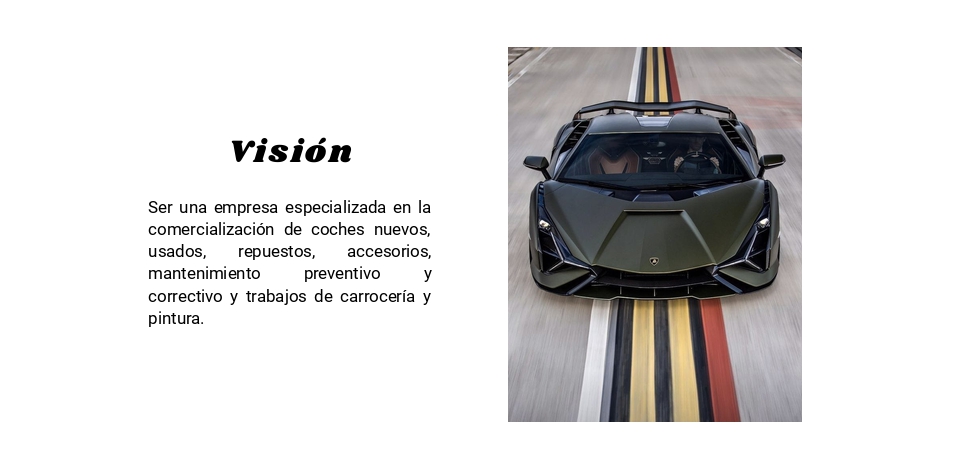 Visión
Ser una empresa especializada en la
comercialización de coches nuevos,
usados, repuestos, accesorios,
mantenimiento preventivo y
correctivo y trabajos de carrocería y
pintura.